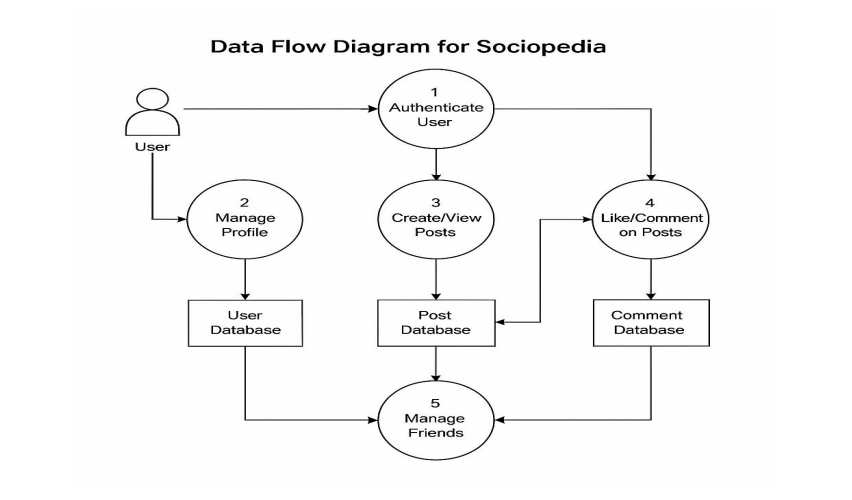 Data Flow Diagram for Sociopedia
1
Authenticate
User
User
2
Manage
Profile
3
Create/View
Posts
4
Like/Comment
on Posts
User
Database
Post
Database
Comment
Database
5
Manage
Friends